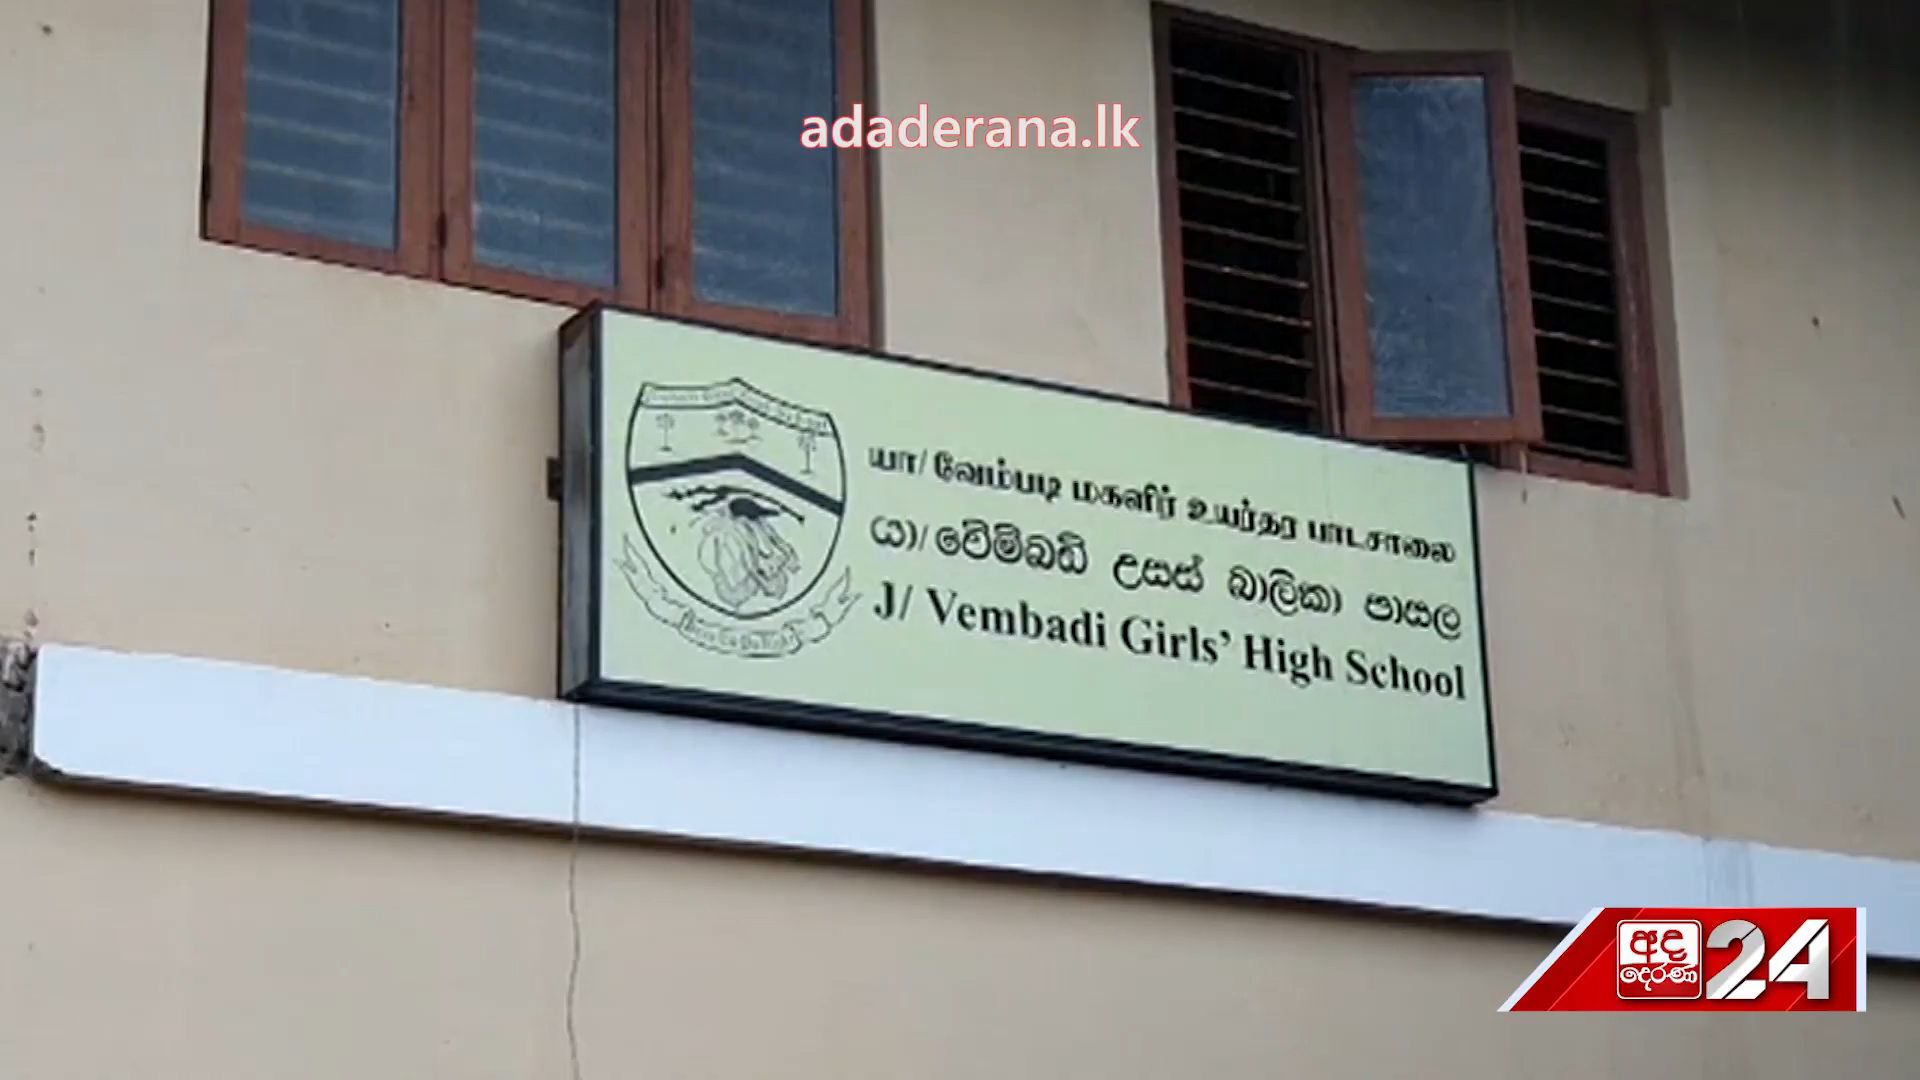 adaderana.lk
யா/ வேம்படி மகளிர் உயர்தர பாடசாலை
යා/ වේම්බඩි උසස් බාලිකා පාසල
J/ Vembadi Girls' High School
අද
දෙරණ
24